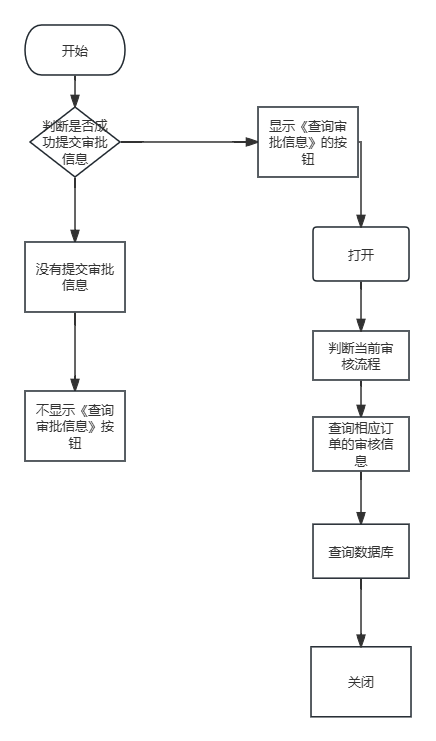 开始
判断是否成
功提交审批
信息
显示《查询审
批信息》的按
钮
打开
没有提交审批
信息
判断当前审
核流程
不显示《查询
审批信息》按
钮
查询相应订
单的审核信
息
查询数据库
关闭